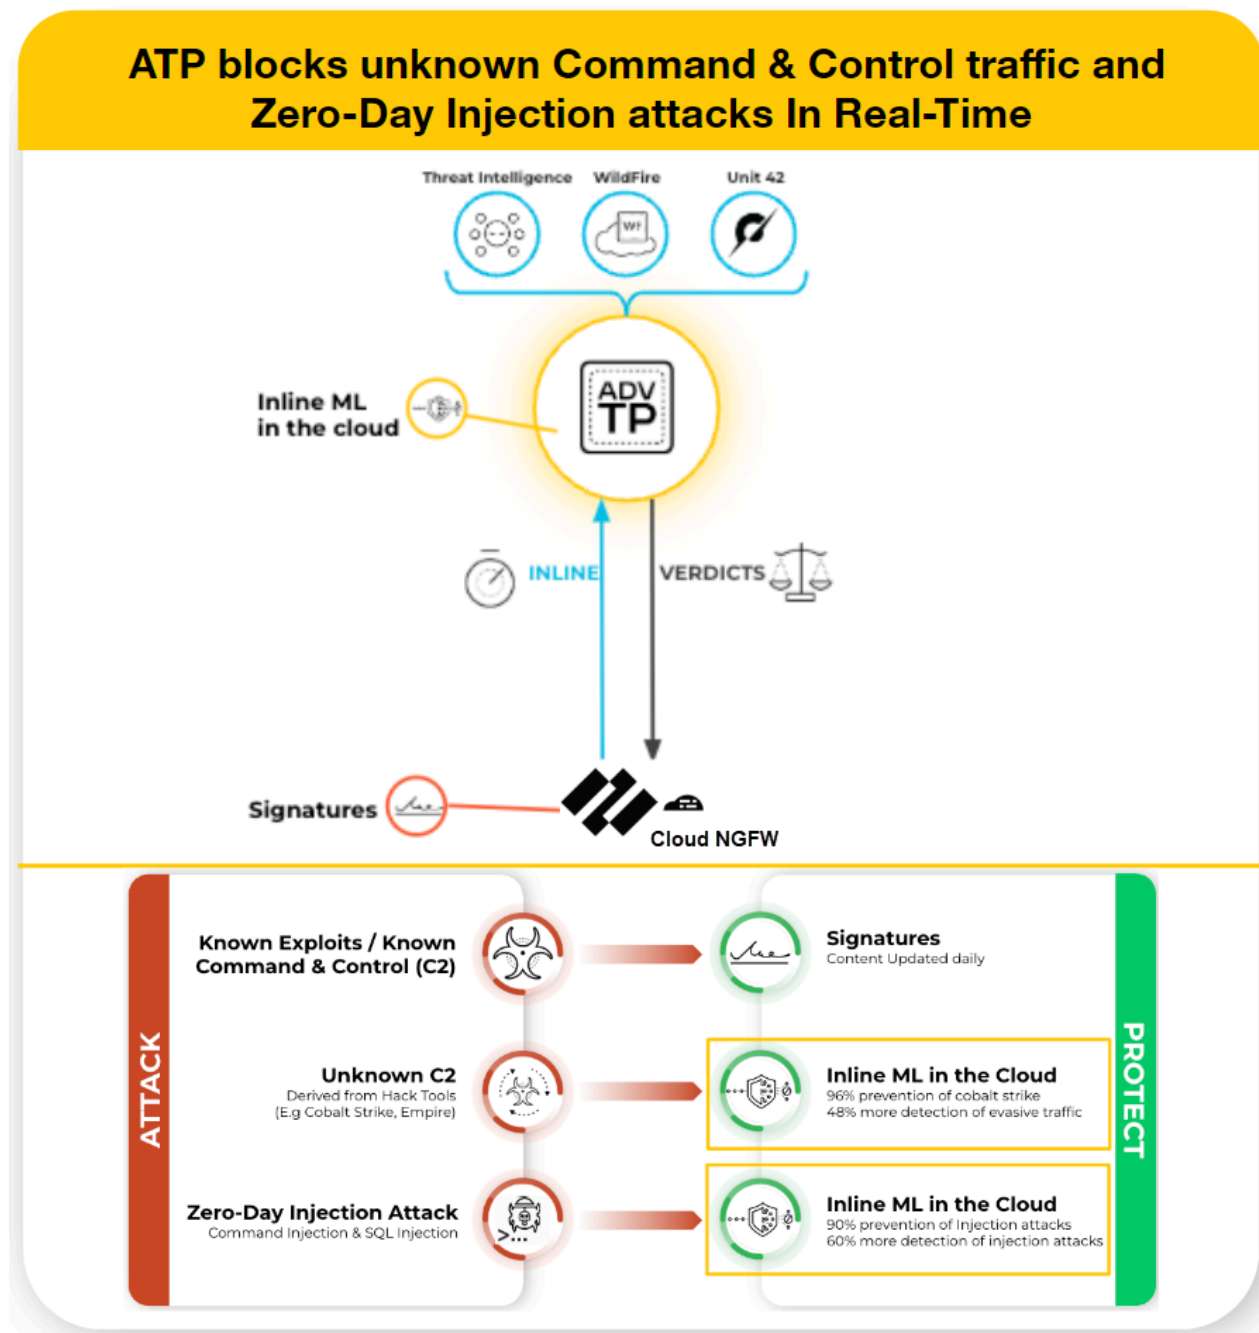 ATP blocks unknown Command & Control traffic and
Zero-Day Injection attacks In Real-Time
Threat Intelligence
WildFire
Unit 42
WF
ADV
TP
Inline ML
in the cloud
INLINE
VERDICTS
Signatures
Cloud NGFW
ATTACK
Known Exploits / Known
Command & Control (C2)
Signatures
Content Updated daily
Unknown C2
Derived from Hack Tools
(E.g Cobalt Strike, Empire)
Inline ML in the Cloud
96% prevention of cobalt strike
48% more detection of evasive traffic
Zero-Day Injection Attack
Command Injection & SQL Injection
>...
Inline ML in the Cloud
90% prevention of Injection attacks
60% more detection of injection attacks
PROTECT